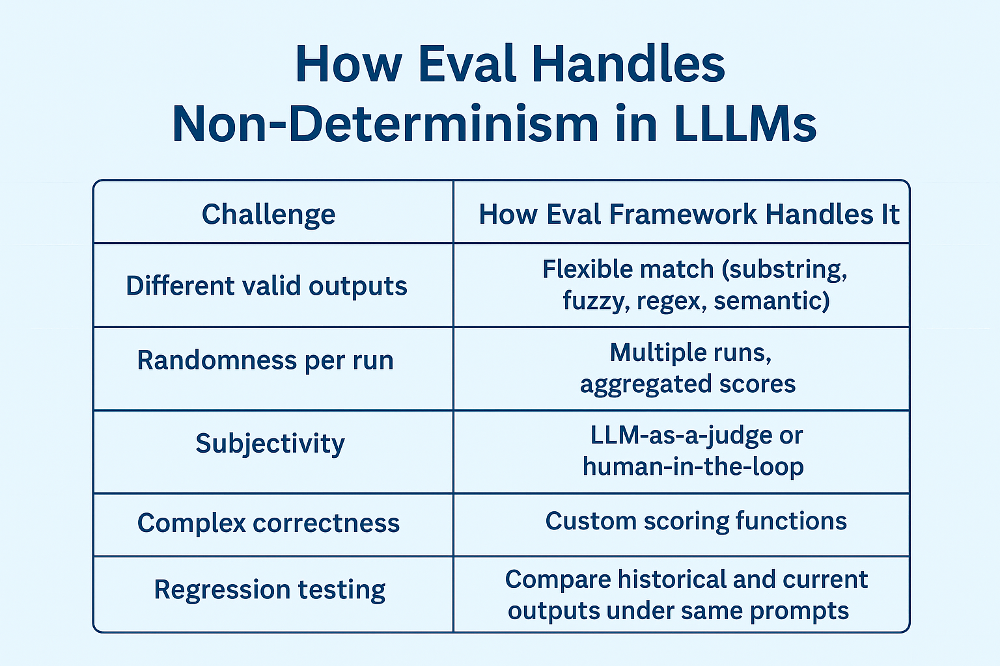 How Eval Handles
Non-Determinism in LLLMs
Challenge
How Eval Framework Handles It
Different valid outputs
Flexible match (substring,
fuzzy, regex, semantic)
Randomness per run
Multiple runs,
aggregated scores
Subjectivity
LLM-as-a-judge or
human-in-the-loop
Complex correctness
Custom scoring functions
Regression testing
Compare historical and current
outputs under same prompts